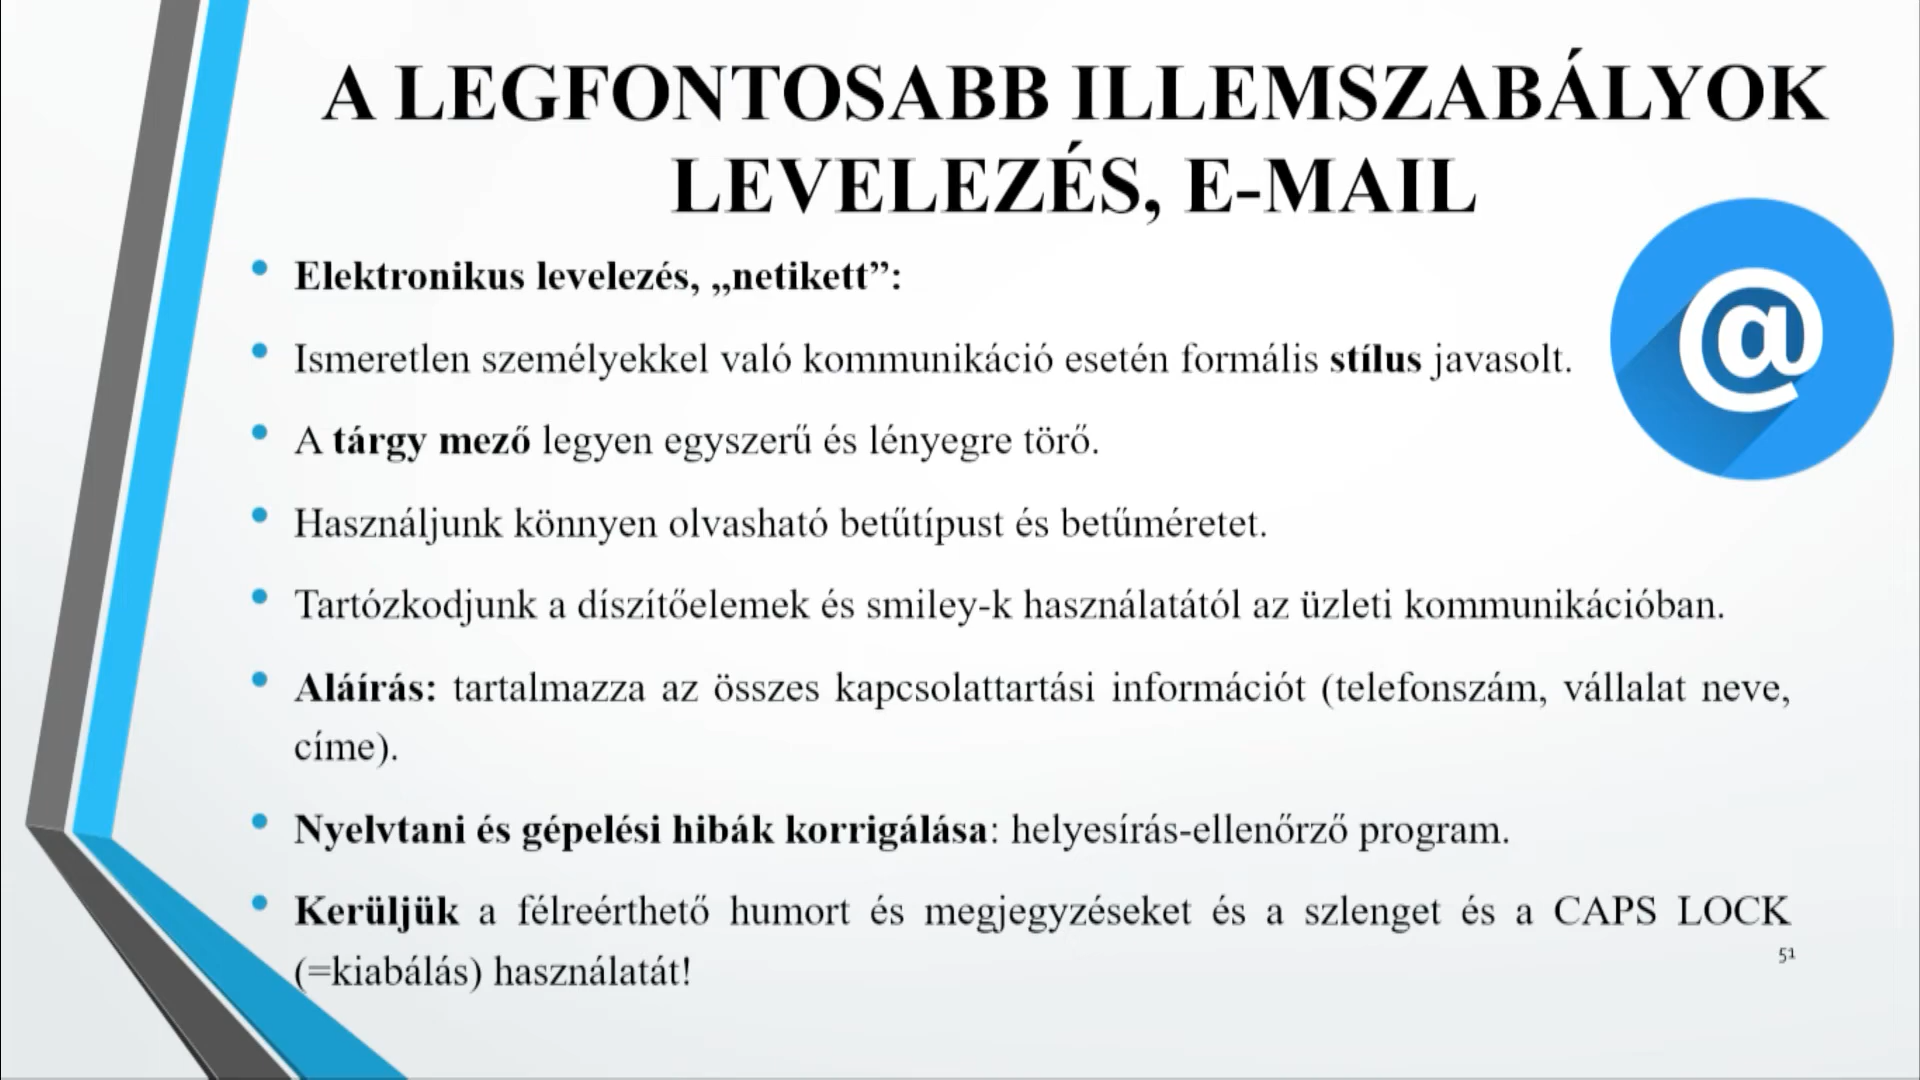 A LEGFONTOSABB ILLEMSZABÁLYOK
LEVELEZÉS, E-MAIL
@
• Elektronikus levelezés, „netikett”:
• Ismeretlen személyekkel való kommunikáció esetén formális stílus javasolt.
• A tárgy mező legyen egyszerű és lényegre törő.
• Használjunk könnyen olvasható betűtípust és betűméretet.
• Tartózkodjunk a díszítőelemek és smiley-k használatától az üzleti kommunikációban.
• Aláírás: tartalmazza az összes kapcsolattartási információt (telefonszám, vállalat neve,
címe).
• Nyelvtani és gépelési hibák korrigálása: helyesírás-ellenőrző program.
• Kerüljük a félreérthető humort és megjegyzéseket és a szlenget és a CAPS LOCK
(=kiabálás) használatát!
51